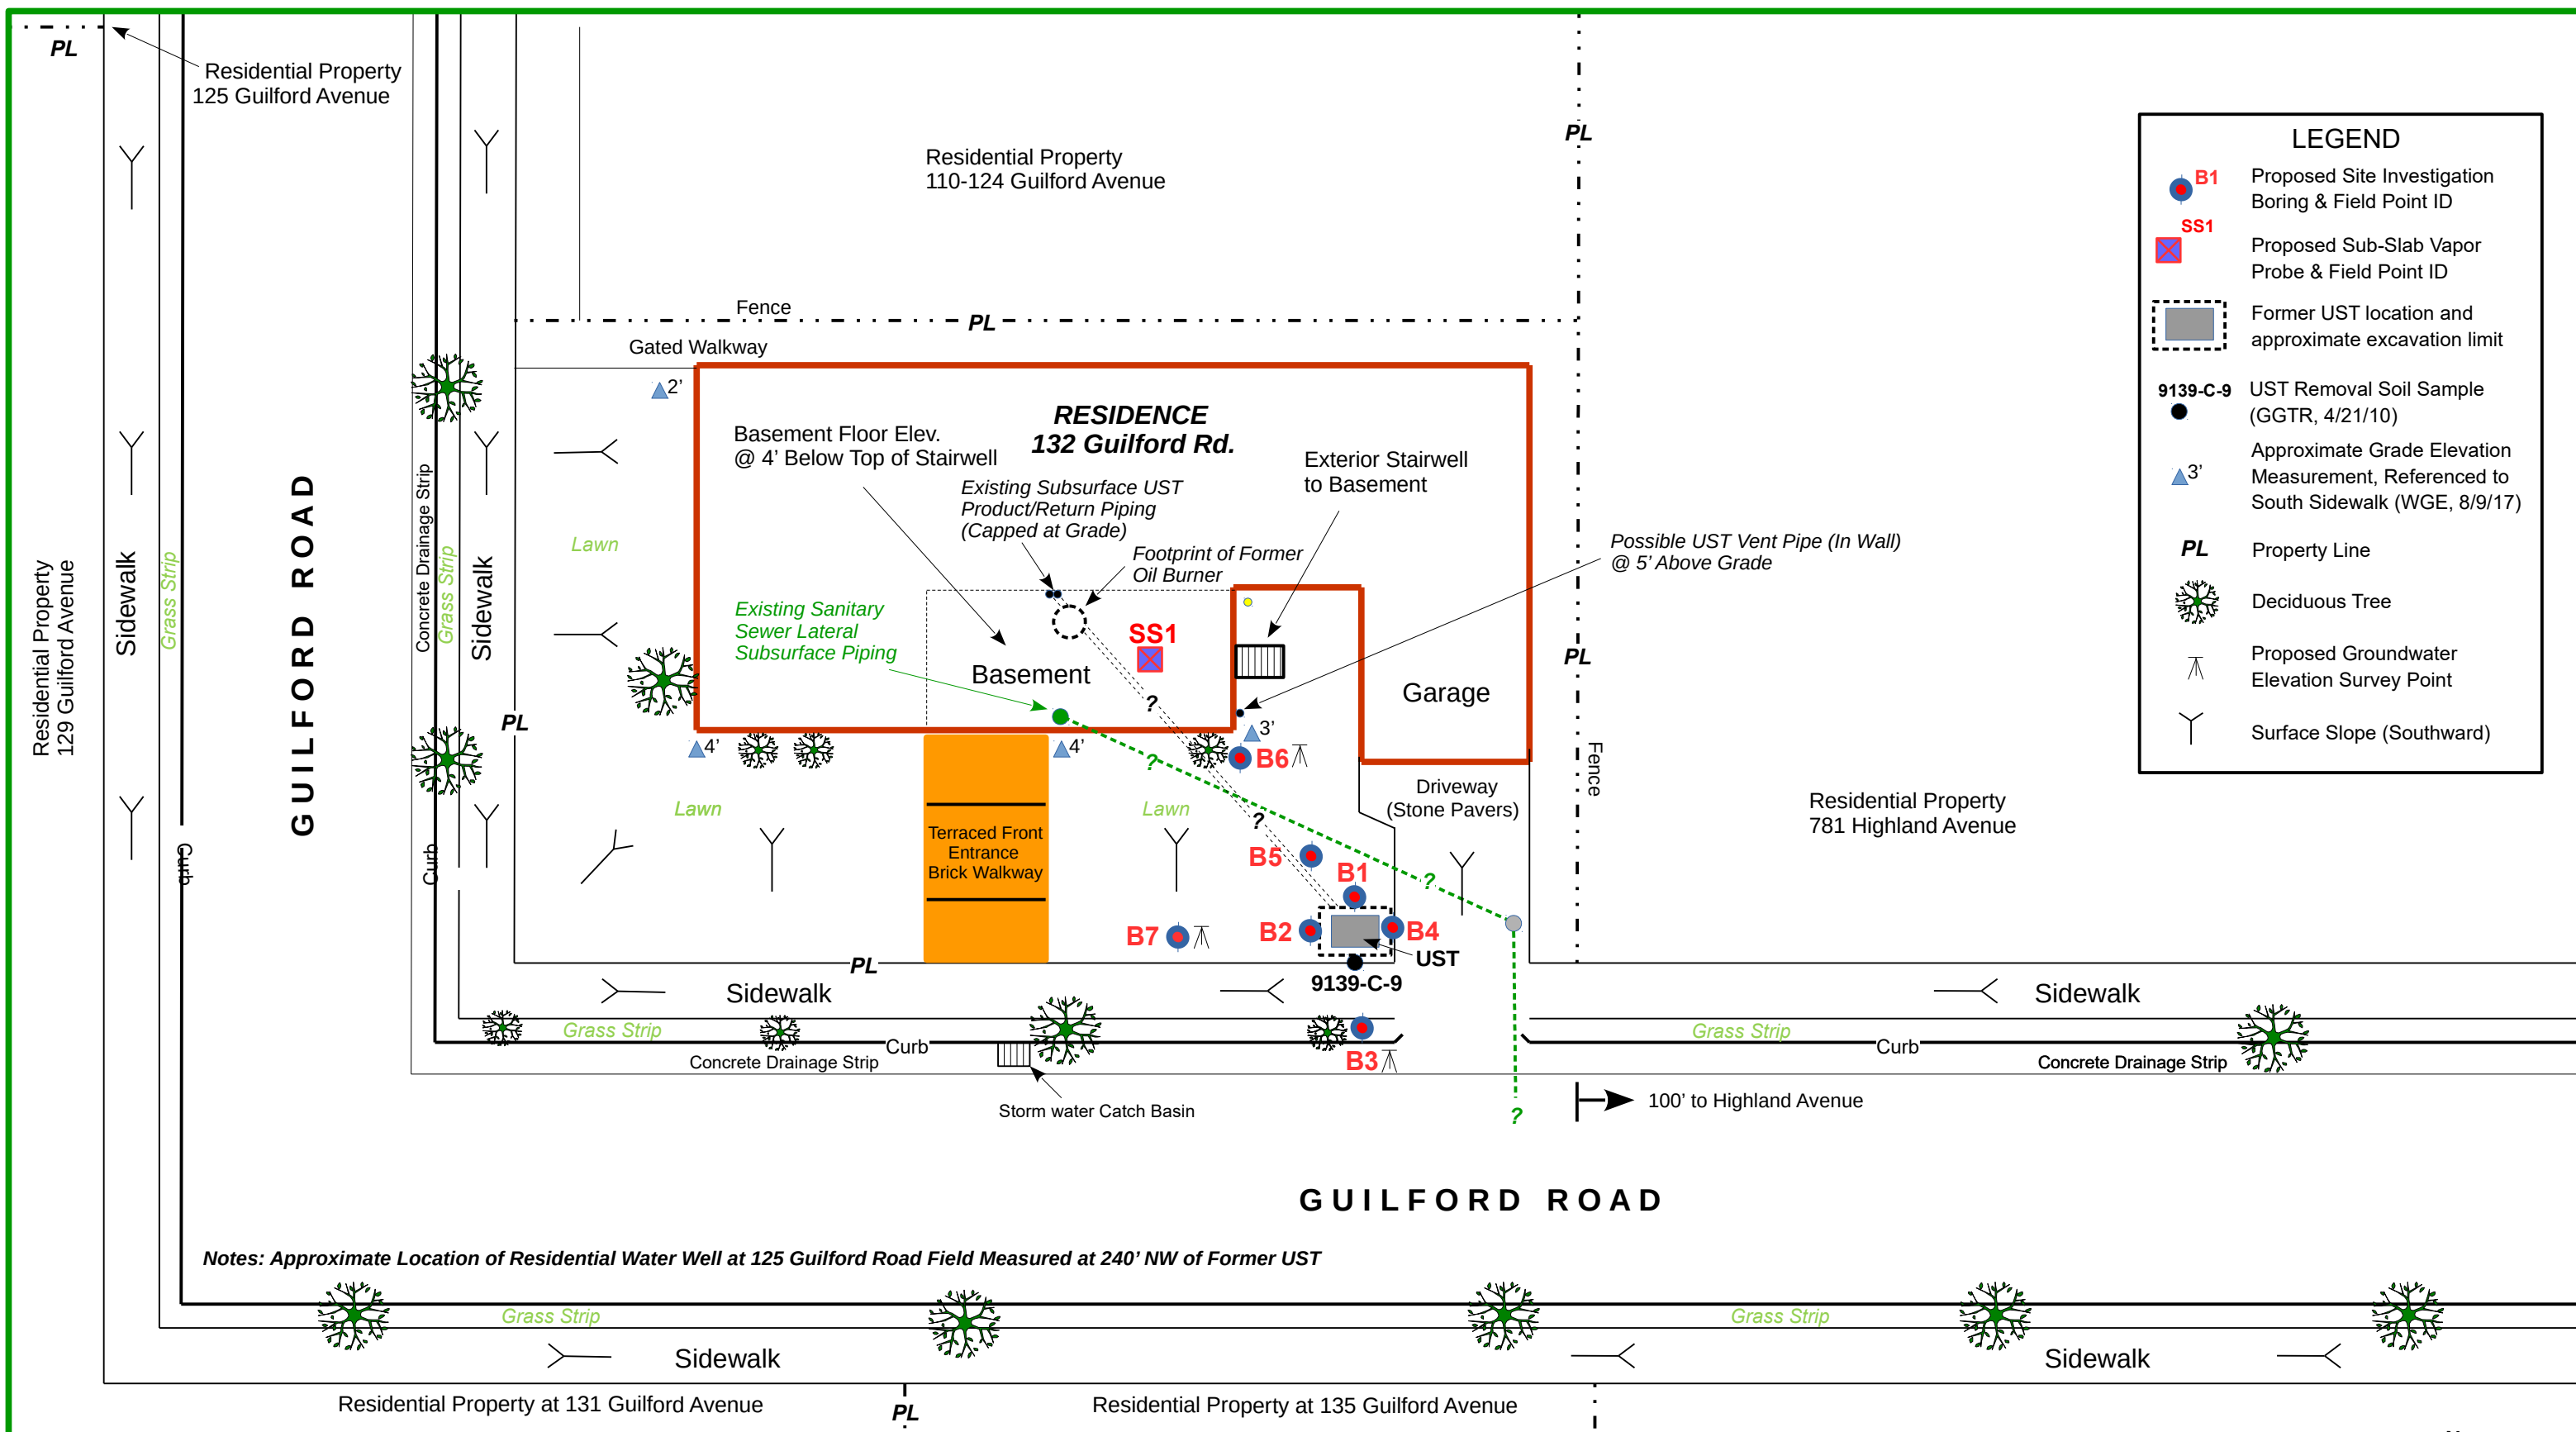 PL
Residential Property
125 Guilford Avenue
Residential Property
110-124 Guilford Avenue
PL
Fence
PL
Gated Walkway
2’
RESIDENCE
132 Guilford Rd.
Basement Floor Elev.
@ 4’ Below Top of Stairwell
Exterior Stairwell
to Basement
Existing Subsurface UST
Product/Return Piping
(Capped at Grade)
Footprint of Former
Oil Burner
Possible UST Vent Pipe (In Wall)
@ 5’ Above Grade
Existing Sanitary
Sewer Lateral
Subsurface Piping
SS1
Basement
Garage
?
PL
Fence
Residential Property
129 Guilford Avenue
Sidewalk
Grass Strip
GUILFORD ROAD
Concrete Drainage Strip
Grass Strip
Sidewalk
Lawn
PL
Curb
Curb
4’
4’
3’
B6
?
Lawn
Lawn
Driveway
(Stone Pavers)
Terraced Front
Entrance
Brick Walkway
?
B5
B1
?
B7
B2
B4
UST
PL
9139-C-9
Sidewalk
Grass Strip
Curb
Concrete Drainage Strip
B3
Storm water Catch Basin
?
Residential Property
781 Highland Avenue
Sidewalk
Grass Strip
Curb
Concrete Drainage Strip
100’ to Highland Avenue
GUILFORD ROAD
Notes: Approximate Location of Residential Water Well at 125 Guilford Road Field Measured at 240’ NW of Former UST
Grass Strip
Grass Strip
Sidewalk
Sidewalk
Residential Property at 131 Guilford Avenue
PL
Residential Property at 135 Guilford Avenue
LEGEND
B1
Proposed Site Investigation
Boring & Field Point ID
SS1
Proposed Sub-Slab Vapor
Probe & Field Point ID
Former UST location and
approximate excavation limit
9139-C-9
UST Removal Soil Sample
(GGTR, 4/21/10)
3’
Approximate Grade Elevation
Measurement, Referenced to
South Sidewalk (WGE, 8/9/17)
PL
Property Line
Deciduous Tree
Proposed Groundwater
Elevation Survey Point
Surface Slope (Southward)